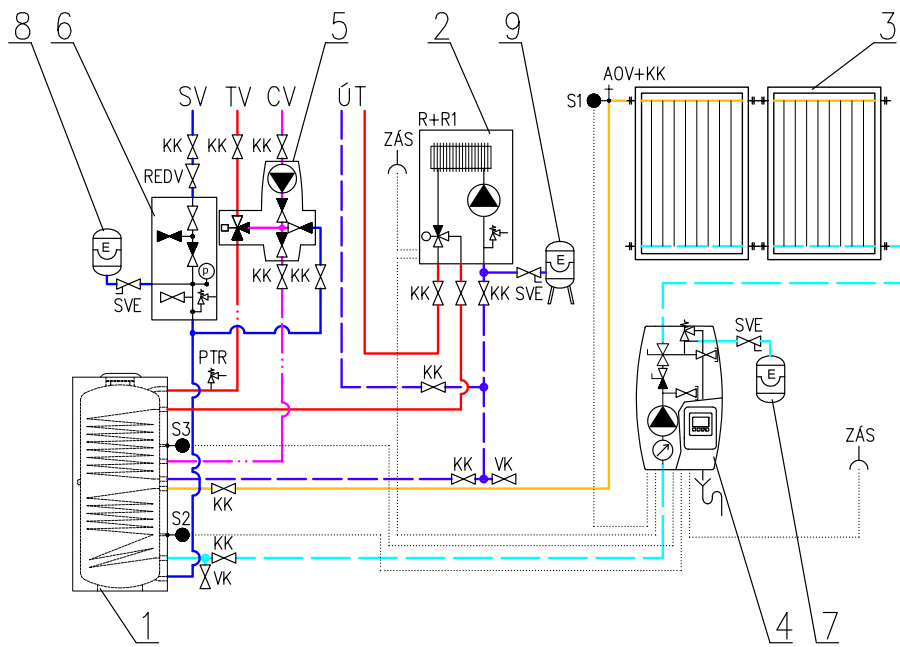 8 6 5 2 9 3
AOV+KK
SV TV CV ÚT
S1
R+R1
ZÁS
KK KK KK
REDV
E
p
KK KK
E
SVE
KK KK
SVE
SVE
PTR
KK
E
S3
ZÁS
KK VK
KK
S2
KK
VK
1 4 7